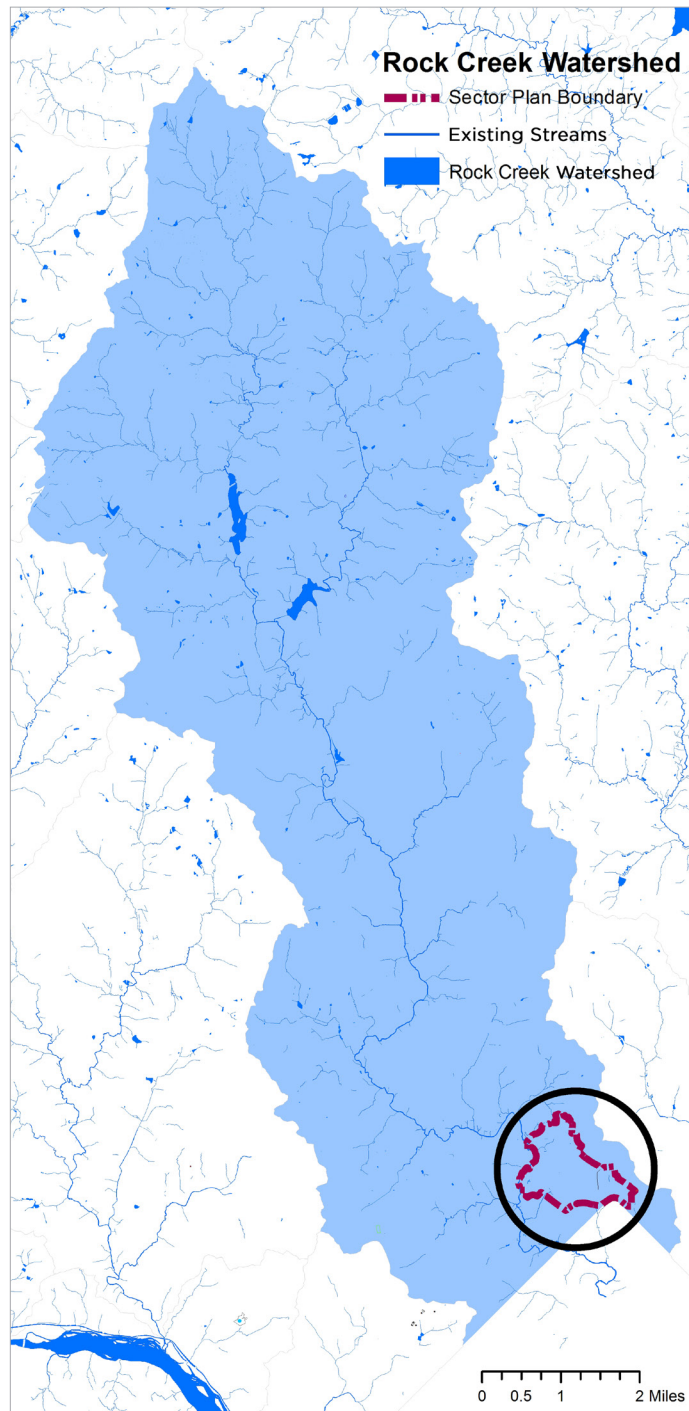 Rock Creek Watershed
Sector Plan Boundary
Existing Streams
Rock Creek Watershed
0 0.5 1 2 Miles